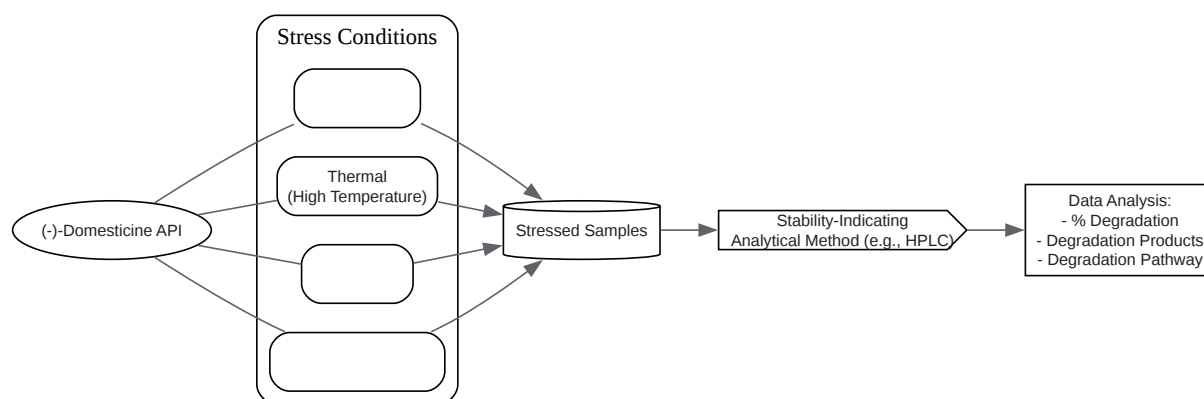 Stress Conditions
Thermal
(High Temperature)
(-)-Domesticine API
Stressed Samples
Stability-Indicating
Analytical Method (e.g., HPLC)
Data Analysis:
- % Degradation
- Degradation Products
- Degradation Pathway